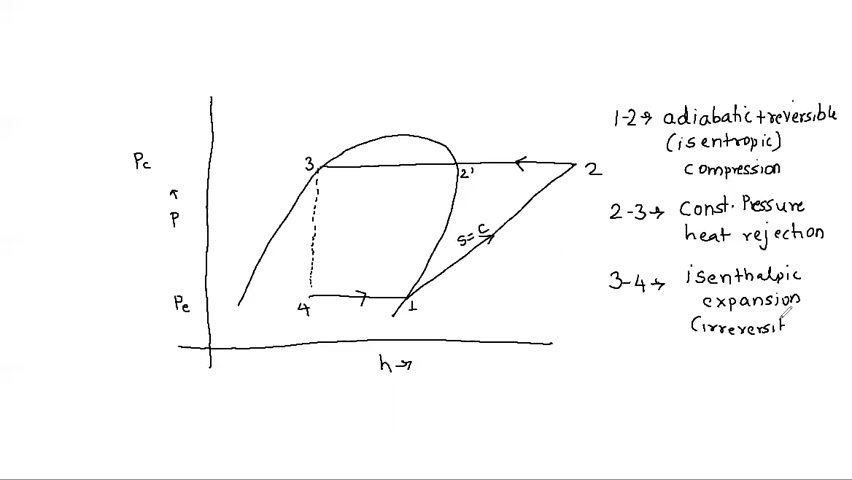 Pc
↑
P
Pe
3
2'
2
S=C
4
1
h→
1-2→ adiabatic+reversible
(isentropic)
compression
2-3→ Const. Pressure
heat rejection
3-4→ isenthalpic
expansion
(irreversit